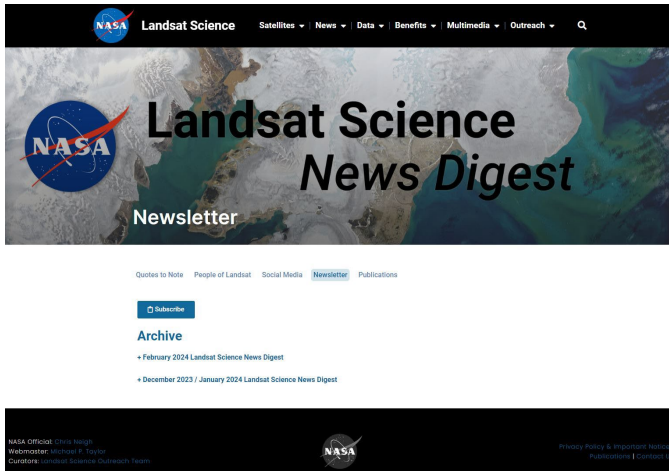 NASA
Landsat Science
Satellites
News
Data
Benefits
Multimedia
Outreach
NASA
Landsat Science
News Digest
Newsletter
Quotes to Note
People of Landsat
Social Media
Newsletter
Publications
Subscribe
Archive
+ February 2024 Landsat Science News Digest
+ December 2023 / January 2024 Landsat Science News Digest
NASA Official: Chris Neigh
Webmaster: Michael P. Taylor
Curators: Landsat Science Outreach Team
NASA
Privacy Policy & Important Notic
Publications | Contact